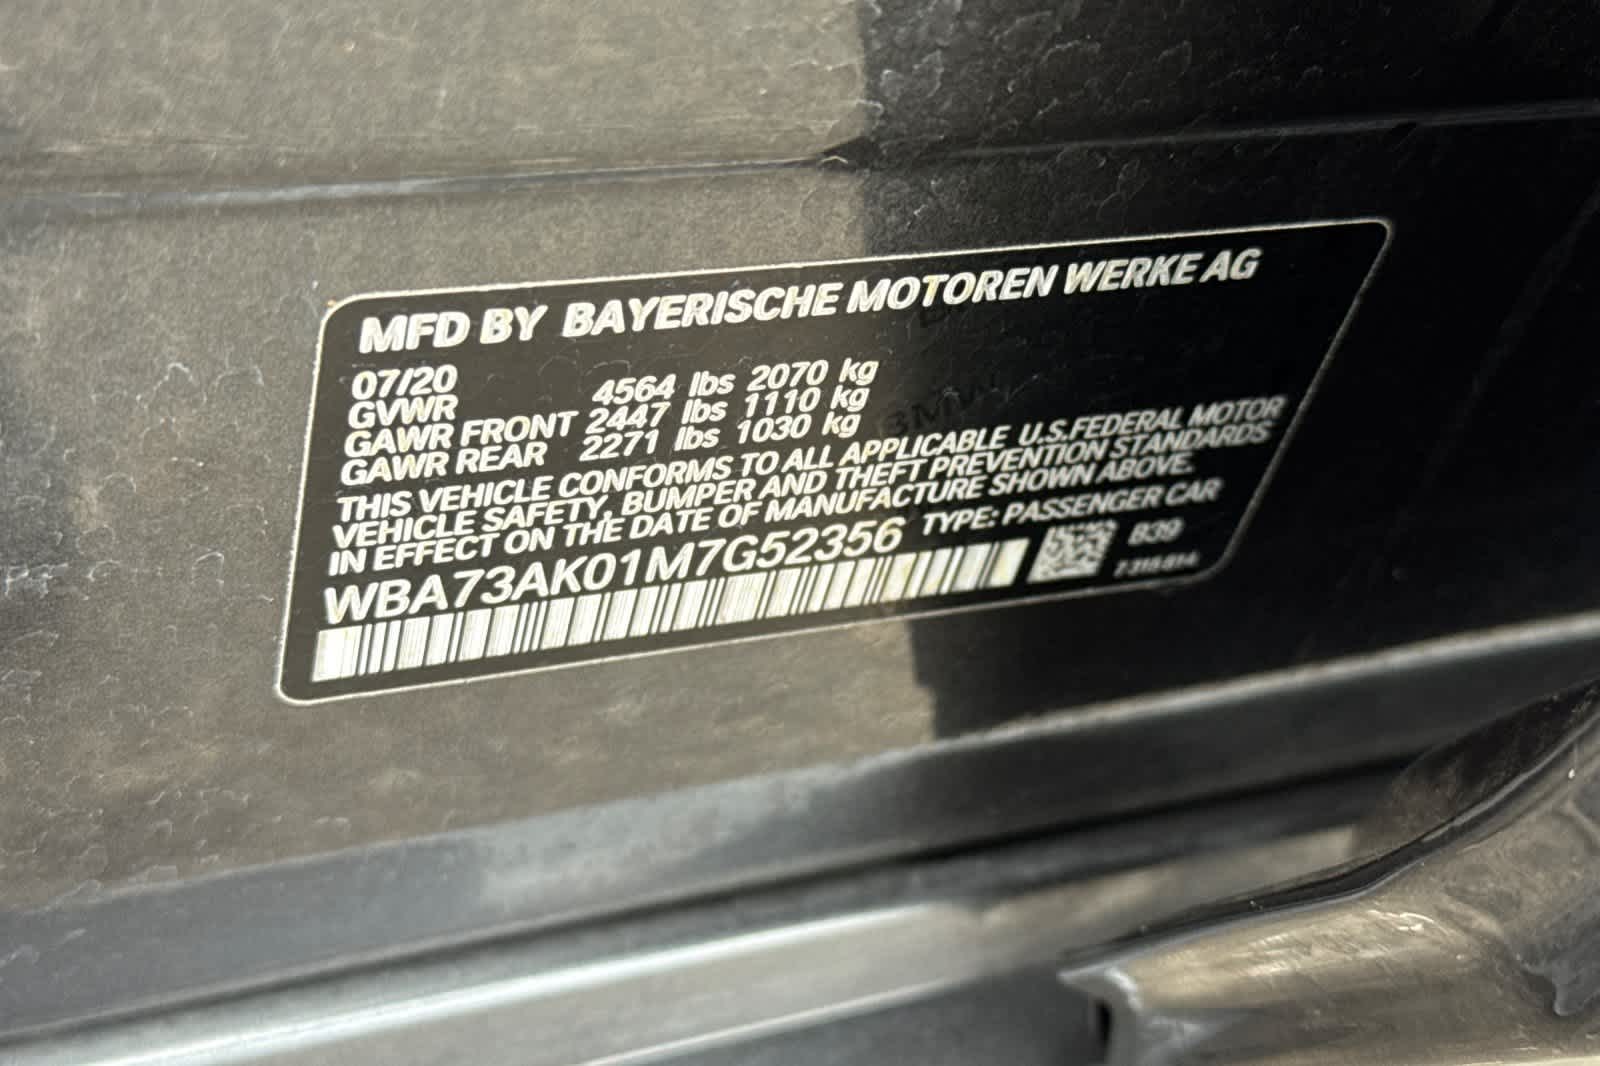 MFD BY BAYERISCHE MOTOREN WERKE AG
07/20
GVWR 4564 lbs 2070 kg
GAWR FRONT 2447 lbs 1110 kg
GAWR REAR 2271 lbs 1030 kg
THIS VEHICLE CONFORMS TO ALL APPLICABLE U.S.FEDERAL MOTOR
VEHICLE SAFETY, BUMPER AND THEFT PREVENTION STANDARDS
IN EFFECT ON THE DATE OF MANUFACTURE SHOWN ABOVE.
WBA73AK01M7G52356 TYPE: PASSENGER CAR
B39